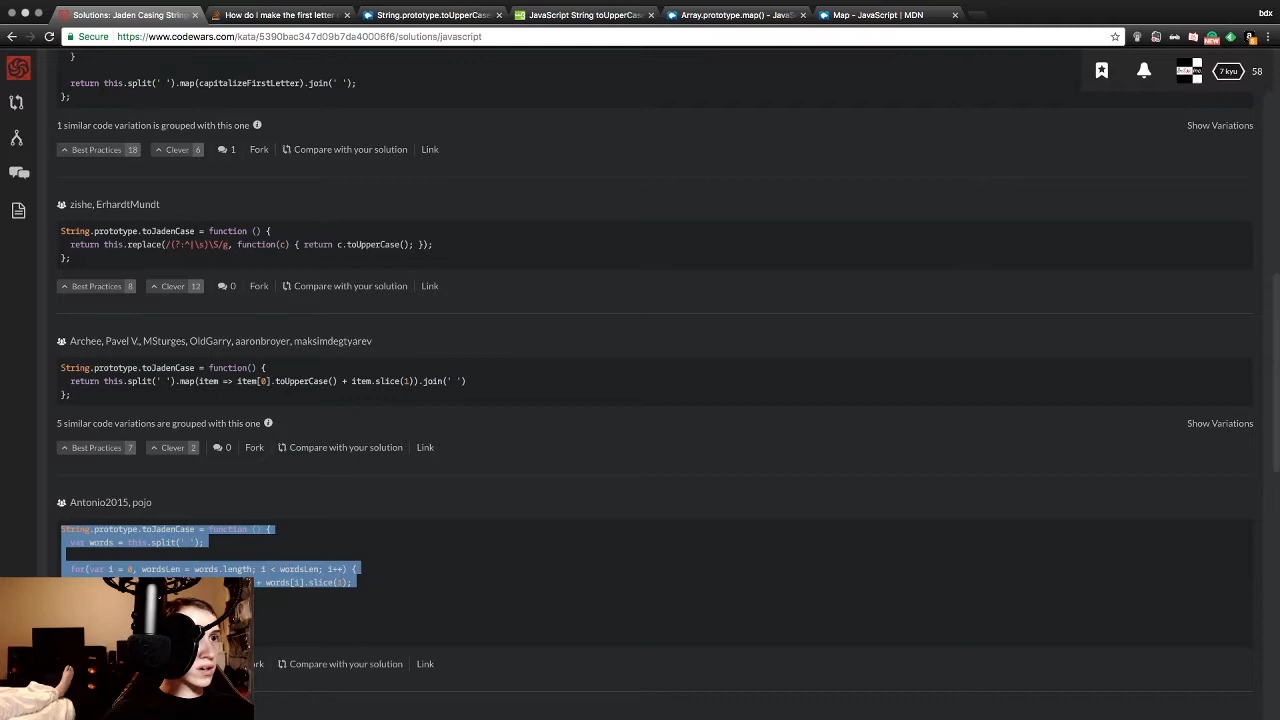 Solutions: Jaden Casing String
How do I make the first letter
String.prototype.toUpperCase
JavaScript String toUpperCase
Array.prototype.map() - JavaS
Map - JavaScript | MDN
bdx
Secure
https://www.codewars.com/kata/5390bac347d09b7da40006f6/solutions/javascript
NEW
7 kyu
58
}
return this.split(' ').map(capitalizeFirstLetter).join(' ');
};
1 similar code variation is grouped with this one
Show Variations
Best Practices 18 Clever 6 1 Fork Compare with your solution Link
zishe, ErhardtMundt
String.prototype.toJadenCase = function () {
return this.replace(/(?:^|\s)\S/g, function(c) { return c.toUpperCase(); });
};
Best Practices 8 Clever 12 0 Fork Compare with your solution Link
Archee, Pavel V., MSturges, OldGarry, aaronbroyer, maksimdegtyarev
String.prototype.toJadenCase = function() {
return this.split(' ').map(item => item[0].toUpperCase() + item.slice(1)).join(' ')
};
5 similar code variations are grouped with this one
Show Variations
Best Practices 7 Clever 2 0 Fork Compare with your solution Link
Antonio2015, pojo
String.prototype.toJadenCase = function () {
var words = this.split(' ');
for(var i = 0, wordsLen = words.length; i < wordsLen; i++) {
+ words[i].slice(1);
rk Compare with your solution Link